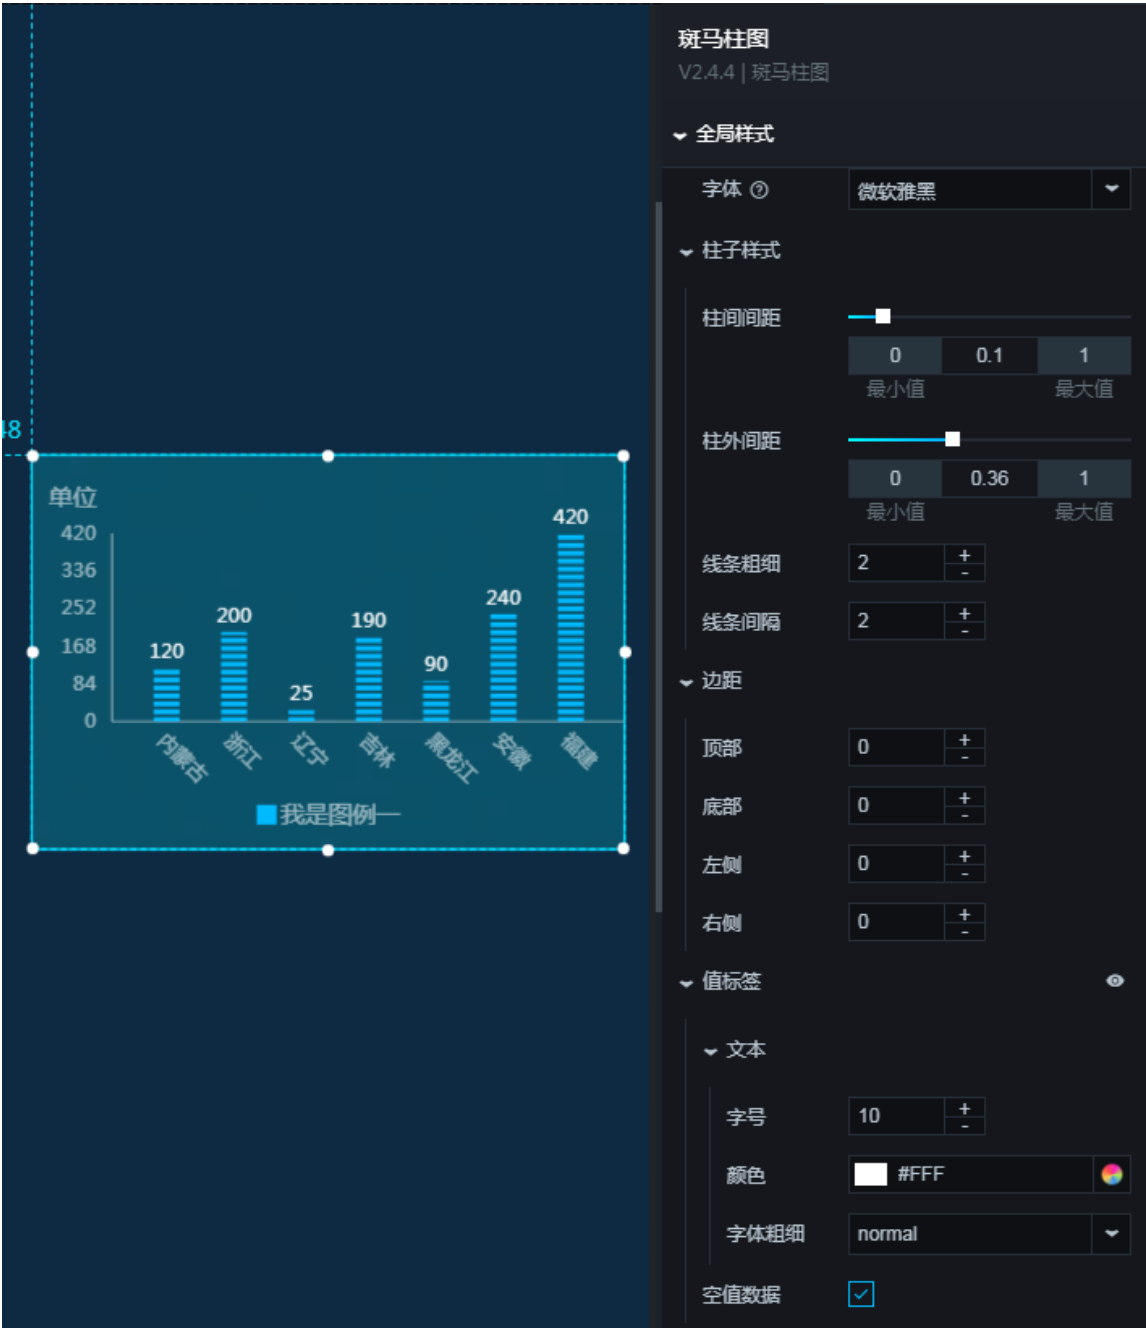 48
单位
420
336
252
168
84
0
120
200
25
190
90
240
420
内蒙古
浙江
辽宁
吉林
黑龙江
安徽
福建
我是图例一
斑马柱图
V2.4.4 | 斑马柱图
全局样式
字体 ?
微软雅黑
柱子样式
柱间间距
0 0.1 1
最小值 最大值
柱外间距
0 0.36 1
最小值 最大值
线条粗细 2 + -
线条间隔 2 + -
边距
顶部 0 + -
底部 0 + -
左侧 0 + -
右侧 0 + -
值标签
文本
字号 10 + -
颜色 #FFF
字体粗细 normal
空值数据